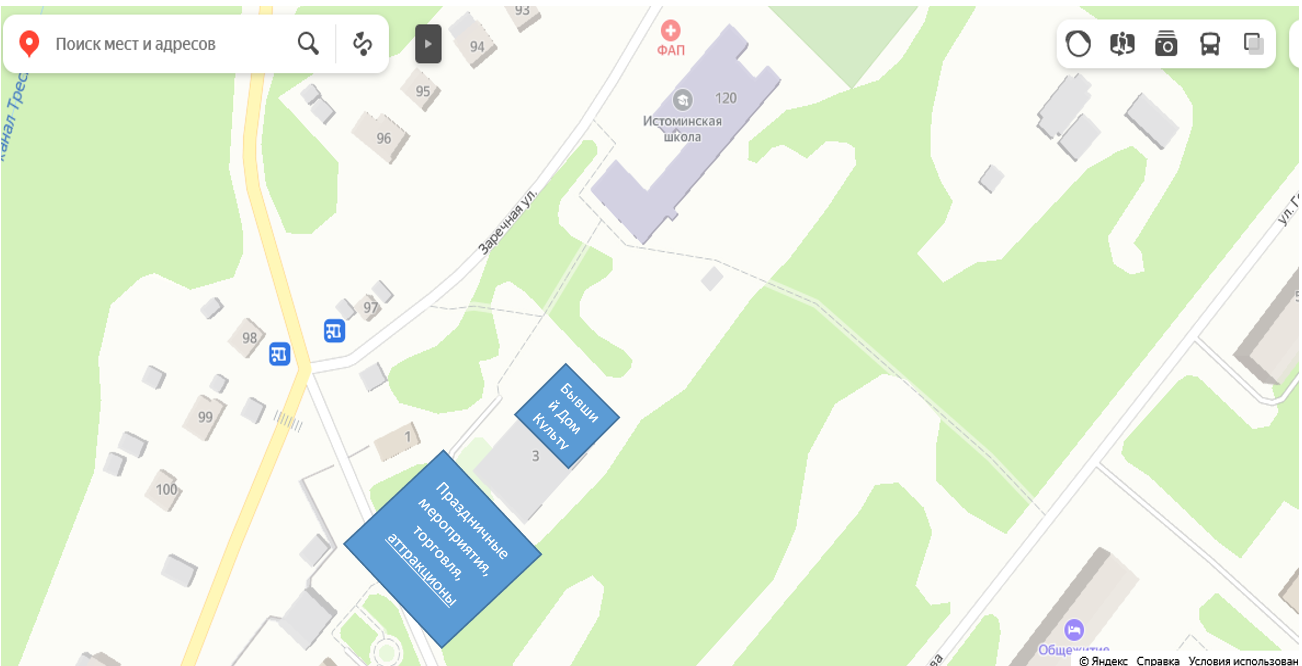 Поиск мест и адресов
93
94
95
96
ФАП
120
Истоминская
школа
Заречная ул.
97
98
99
100
1
3
Бывши
й Дом
Культу
Праздничные
мероприятия,
торговля,
аттракционы
Общежитие
© Яндекс Справка Условия использован